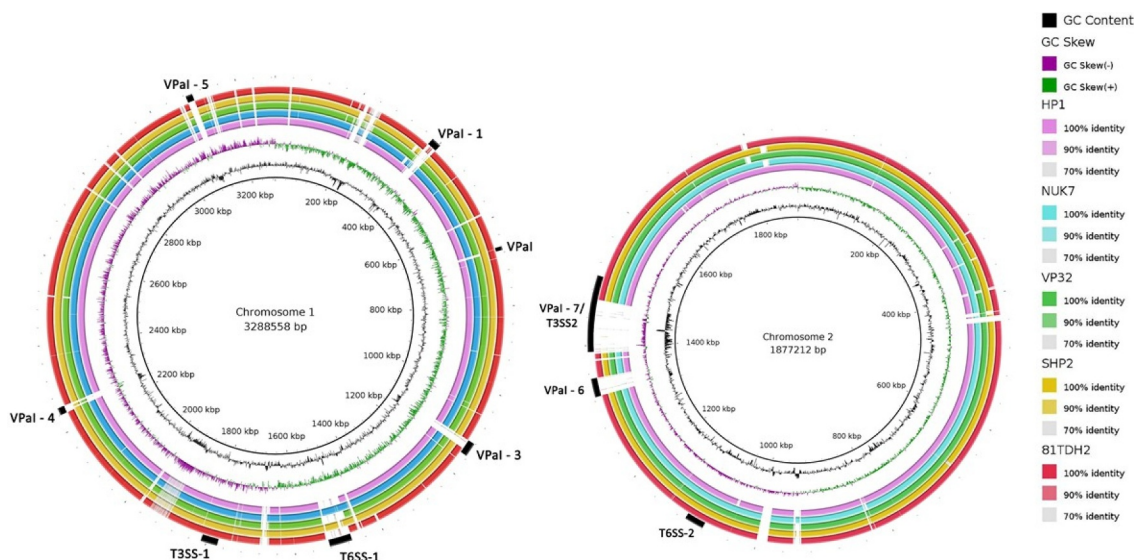 VPaI - 5
VPaI - 1
VPaI
VPaI - 3
T6SS-1
T3SS-1
VPaI - 4
200 kbp
400 kbp
600 kbp
800 kbp
1000 kbp
1200 kbp
1400 kbp
1600 kbp
1800 kbp
2000 kbp
2200 kbp
2400 kbp
2600 kbp
2800 kbp
3000 kbp
3200 kbp
Chromosome 1
3288558 bp
VPaI - 7/
T3SS2
VPaI - 6
T6SS-2
200 kbp
400 kbp
600 kbp
800 kbp
1000 kbp
1200 kbp
1400 kbp
1600 kbp
1800 kbp
Chromosome 2
1877212 bp
GC Content
GC Skew
GC Skew(-)
GC Skew(+)
HP1
100% identity
90% identity
70% identity
NUK7
100% identity
90% identity
70% identity
VP32
100% identity
90% identity
70% identity
SHP2
100% identity
90% identity
70% identity
81TDH2
100% identity
90% identity
70% identity